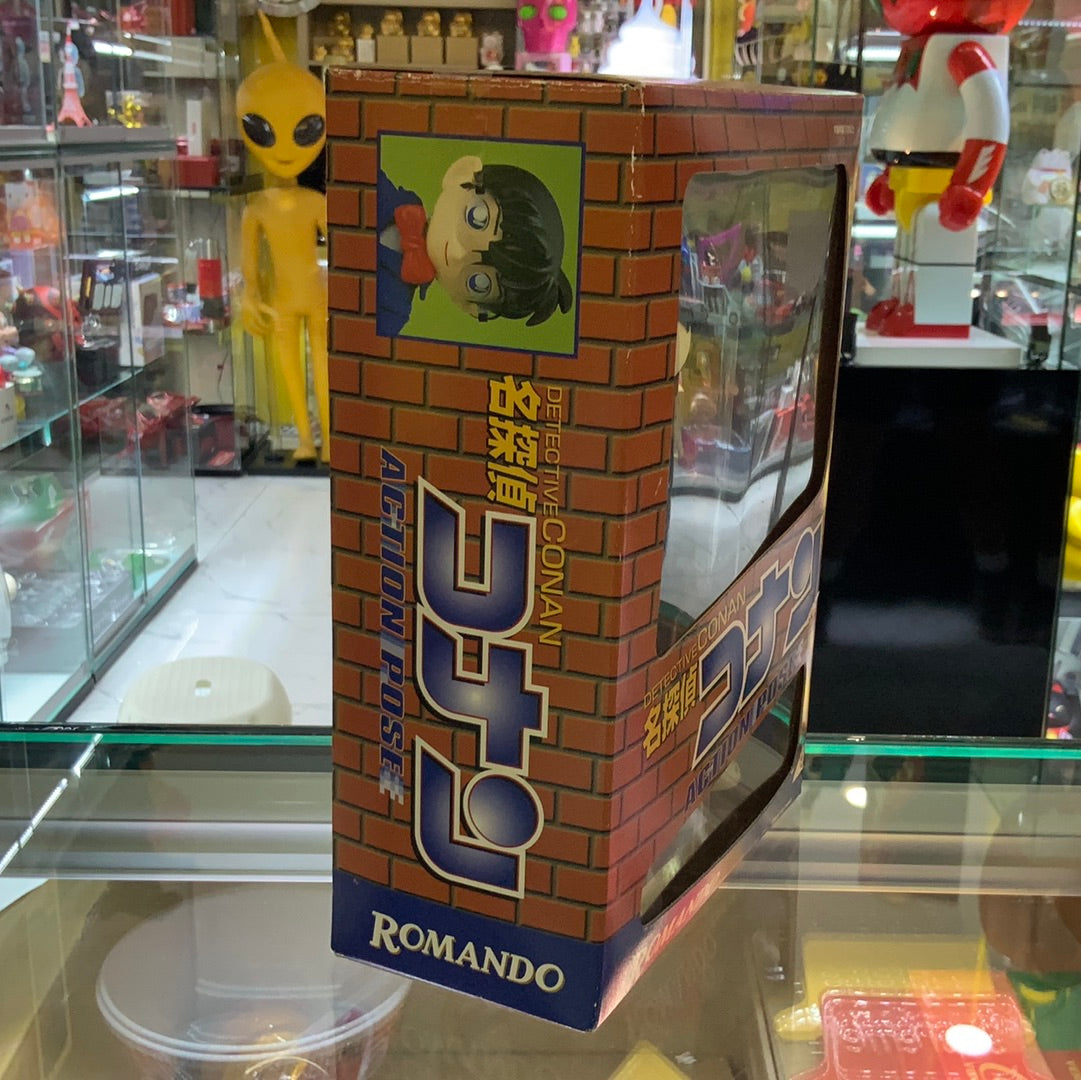 DETECTIVE CONAN
名探偵
コナン
ACTION POSE
ROMANDO
DETECTIVE CONAN
名探偵
コナン
ACTION POSE
ROMANDO